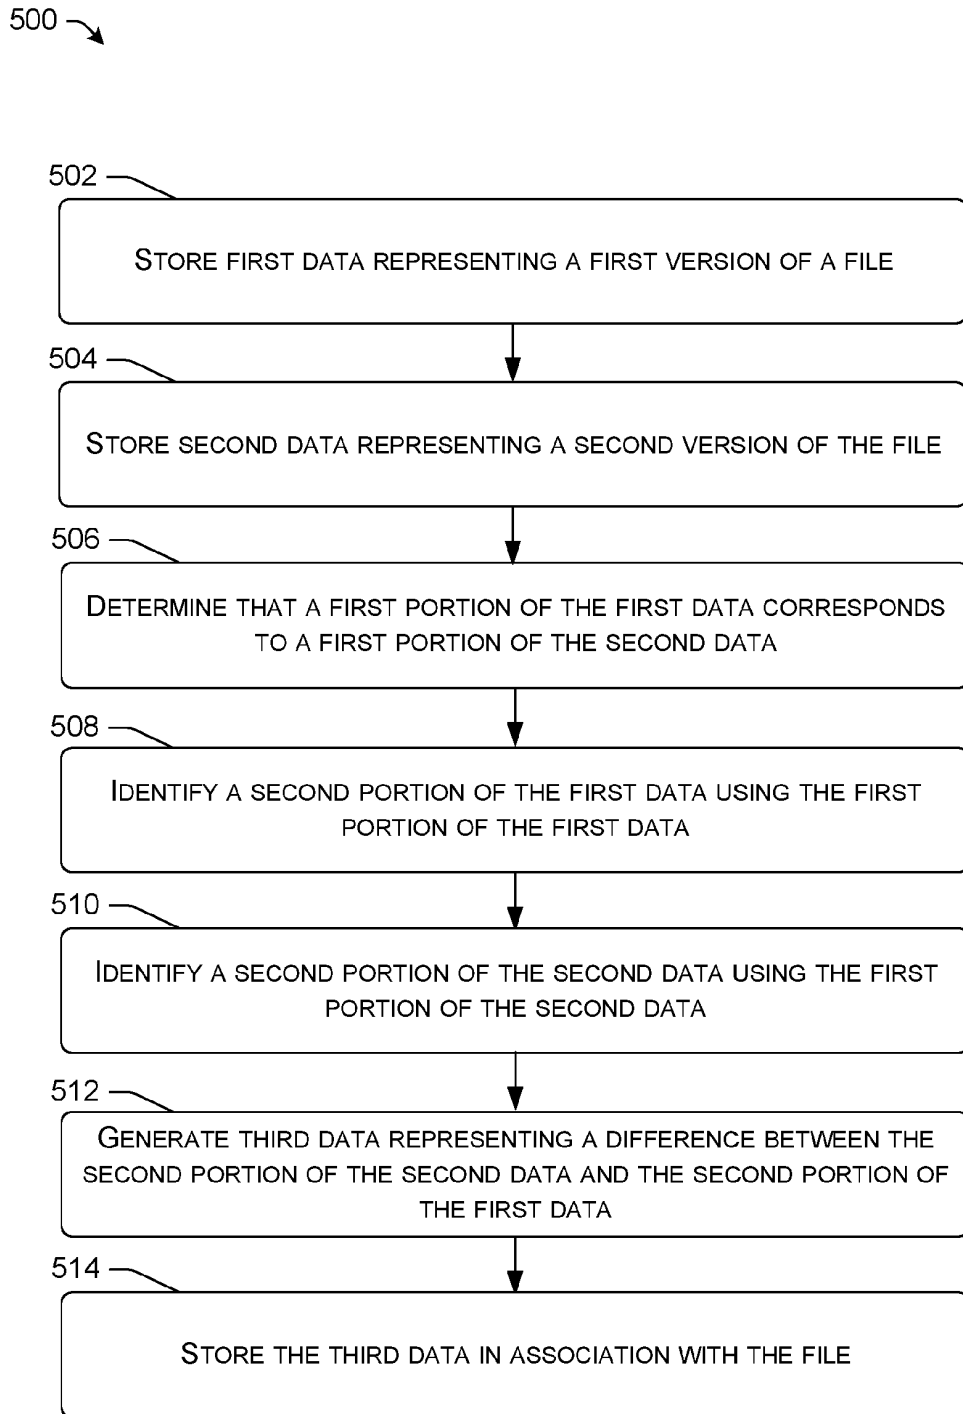 500
502
STORE FIRST DATA REPRESENTING A FIRST VERSION OF A FILE
504
STORE SECOND DATA REPRESENTING A SECOND VERSION OF THE FILE
506
DETERMINE THAT A FIRST PORTION OF THE FIRST DATA CORRESPONDS
TO A FIRST PORTION OF THE SECOND DATA
508
IDENTIFY A SECOND PORTION OF THE FIRST DATA USING THE FIRST
PORTION OF THE FIRST DATA
510
IDENTIFY A SECOND PORTION OF THE SECOND DATA USING THE FIRST
PORTION OF THE SECOND DATA
512
GENERATE THIRD DATA REPRESENTING A DIFFERENCE BETWEEN THE
SECOND PORTION OF THE SECOND DATA AND THE SECOND PORTION OF
THE FIRST DATA
514
STORE THE THIRD DATA IN ASSOCIATION WITH THE FILE